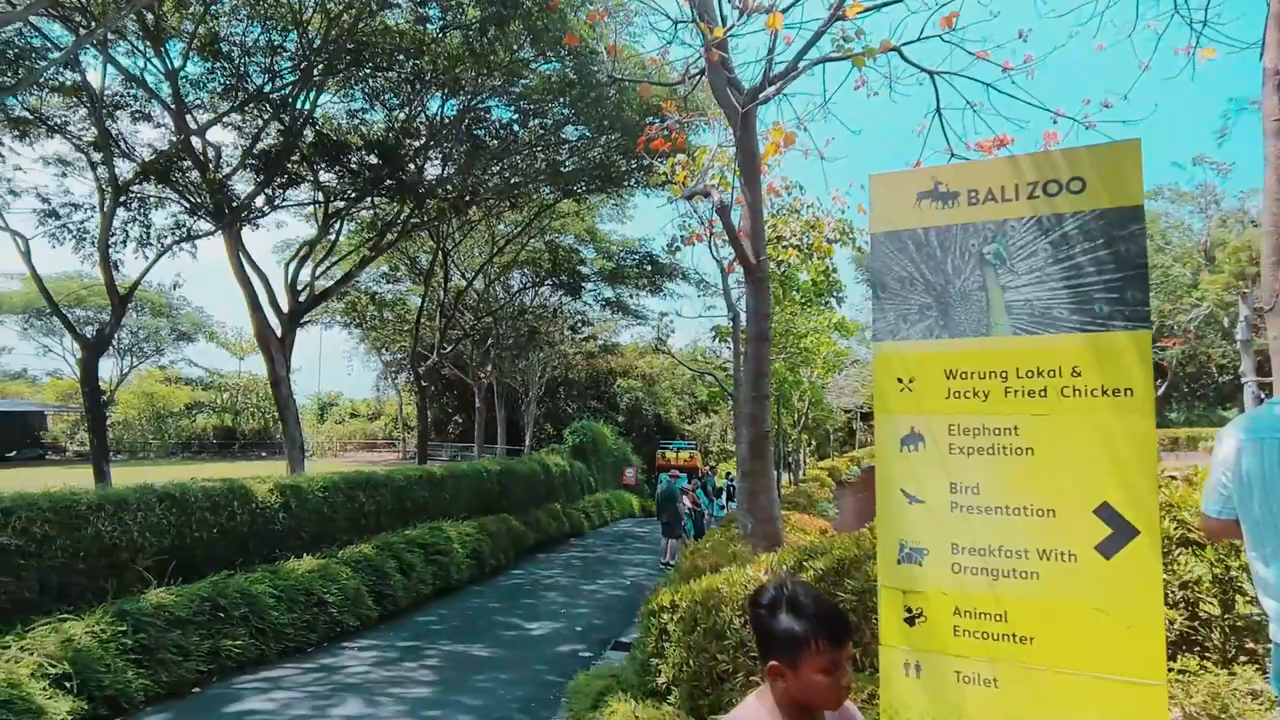 BALI ZOO
Warung Lokal &
Jacky Fried Chicken
Elephant
Expedition
Bird
Presentation
Breakfast With
Orangutan
Animal
Encounter
Toilet